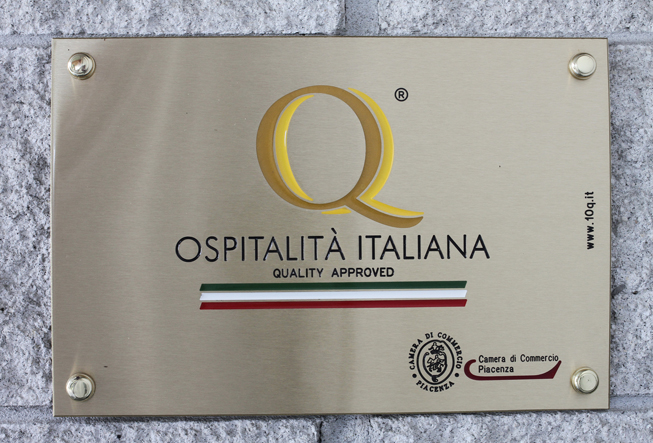 Q®
OSPITALITÀ ITALIANA
QUALITY APPROVED
www.10q.it
CAMERA DI COMMERCIO
• PIACENZA •
Camera di Commercio
Piacenza